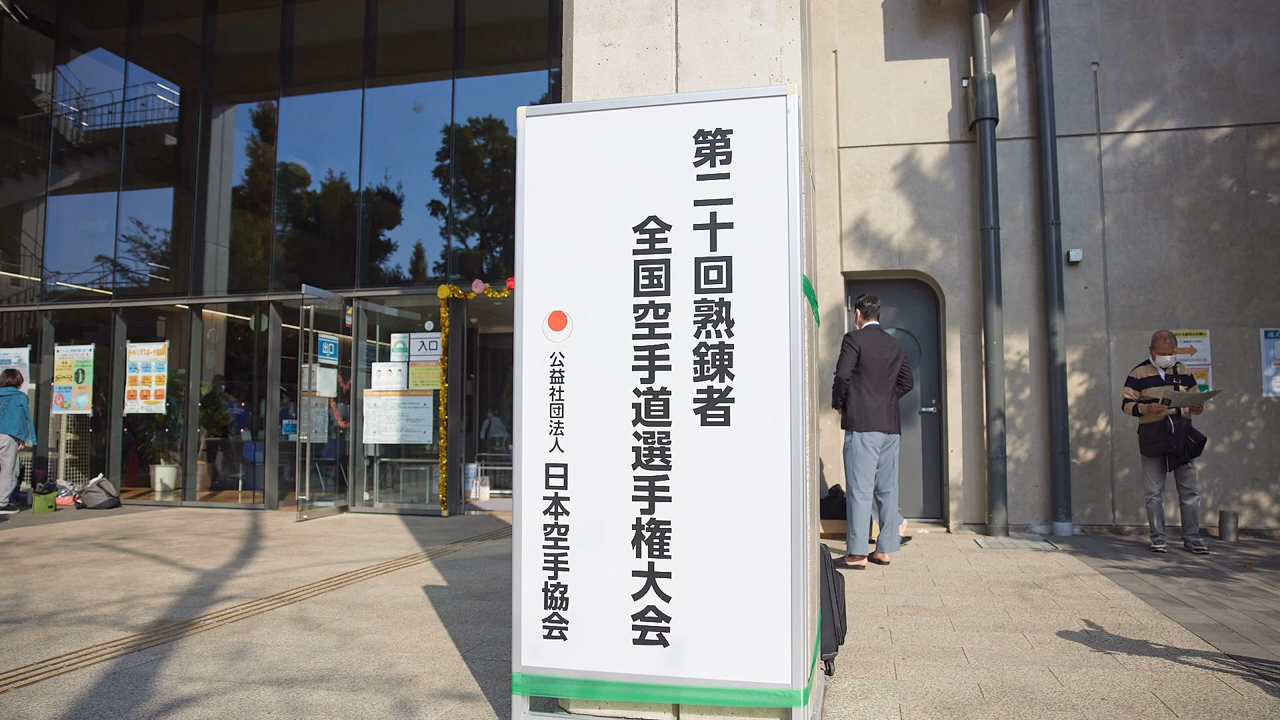 第二十回熟錬者
全国空手道選手権大会
公益社団法人 日本空手協会
出口
入口